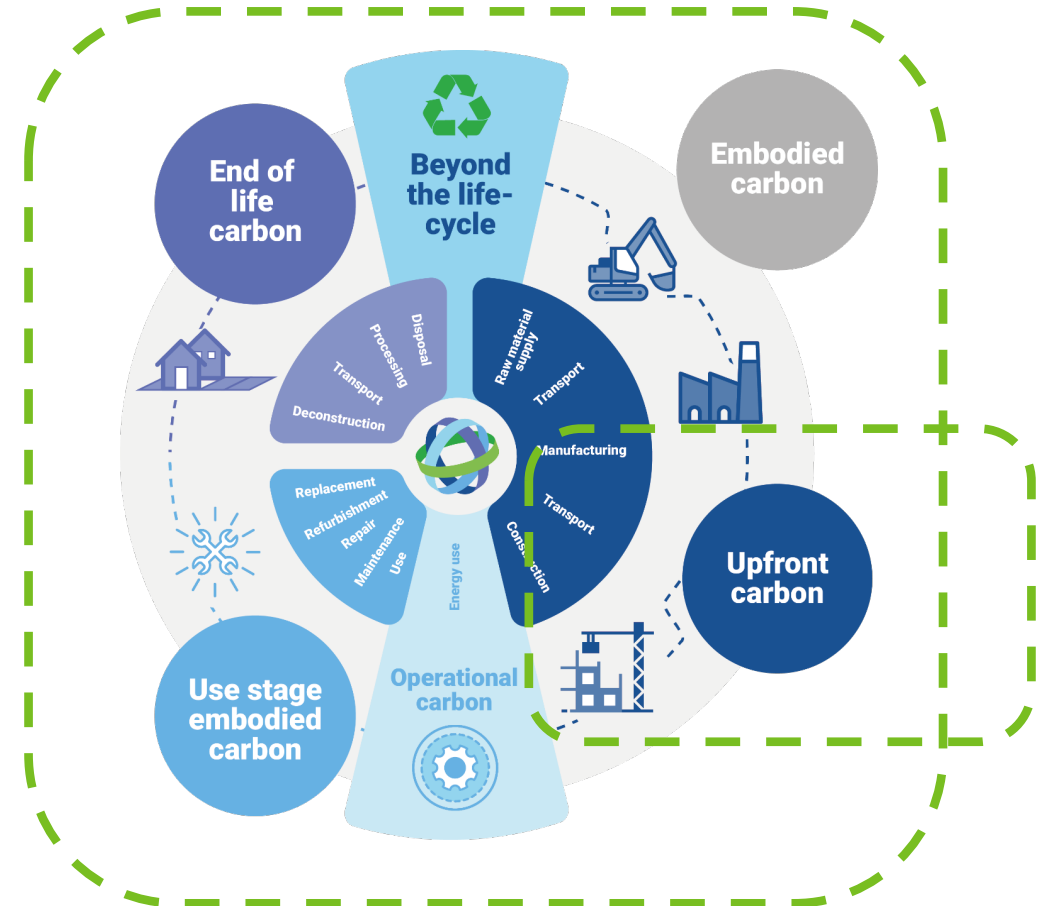 End of
life
carbon
Beyond
the life-
cycle
Embodied
carbon
Disposal
Processing
Transport
Deconstruction
Raw material
supply
Transport
Manufacturing
Transport
Construction
Replacement
Refurbishment
Repair
Maintenance
Use
Energy use
Upfront
carbon
Operational
carbon
Use stage
embodied
carbon